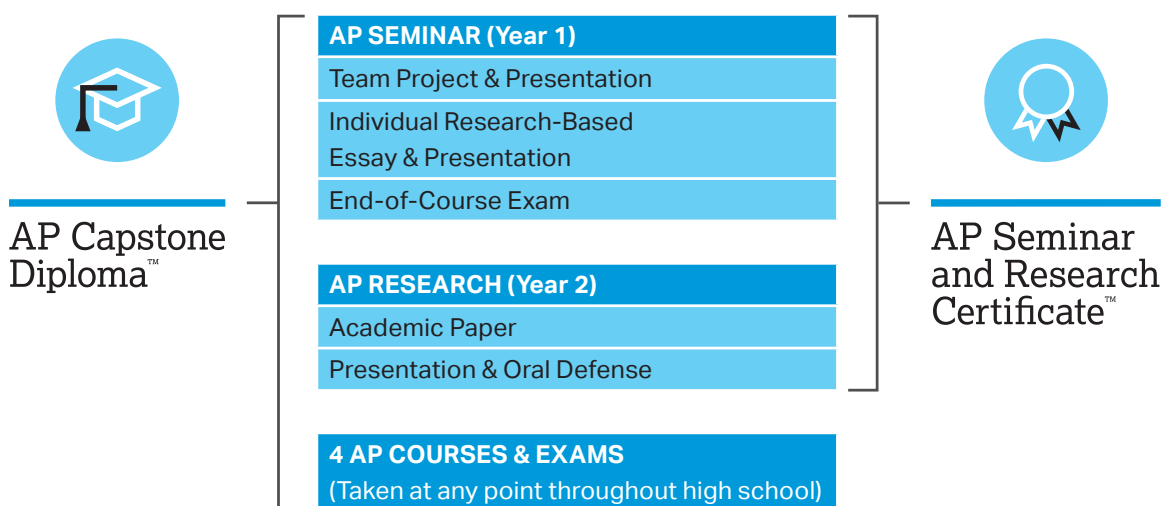 AP Capstone
Diploma™
AP SEMINAR (Year 1)
Team Project & Presentation
Individual Research-Based
Essay & Presentation
End-of-Course Exam
AP RESEARCH (Year 2)
Academic Paper
Presentation & Oral Defense
4 AP COURSES & EXAMS
(Taken at any point throughout high school)
AP Seminar
and Research
Certificate™